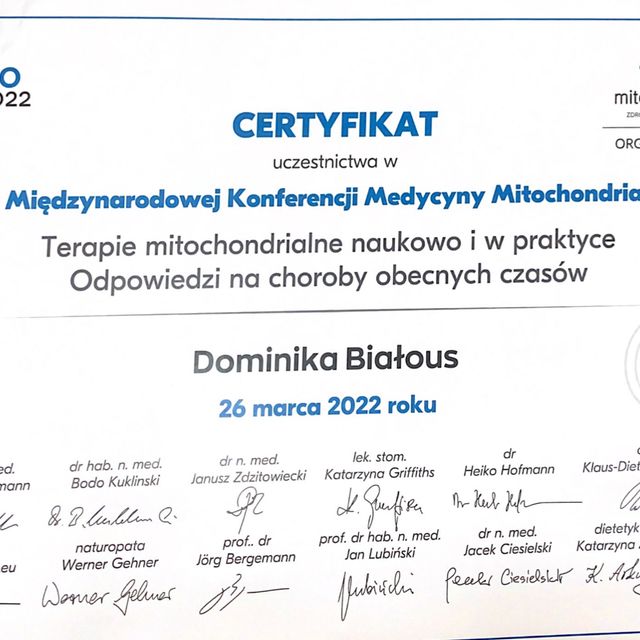 O
022
mito
ZDRO
ORG
CERTYFIKAT
uczestnictwa w
Międzynarodowej Konferencji Medycyny Mitochondria
Terapie mitochondrialne naukowo i w praktyce
Odpowiedzi na choroby obecnych czasów
Dominika Białous
26 marca 2022 roku
ed.
mann
dr hab. n. med.
Bodo Kuklinski
dr n. med.
Janusz Zdzitowiecki
lek. stom.
Katarzyna Griffiths
dr
Heiko Hofmann
Klaus-Diet
eu
naturopata
Werner Gehner
prof. dr
Jörg Bergemann
prof. dr hab. n. med.
Jan Lubiński
dr n. med.
Jacek Ciesielski
dietetyk
Katarzyna
Werner Gehner